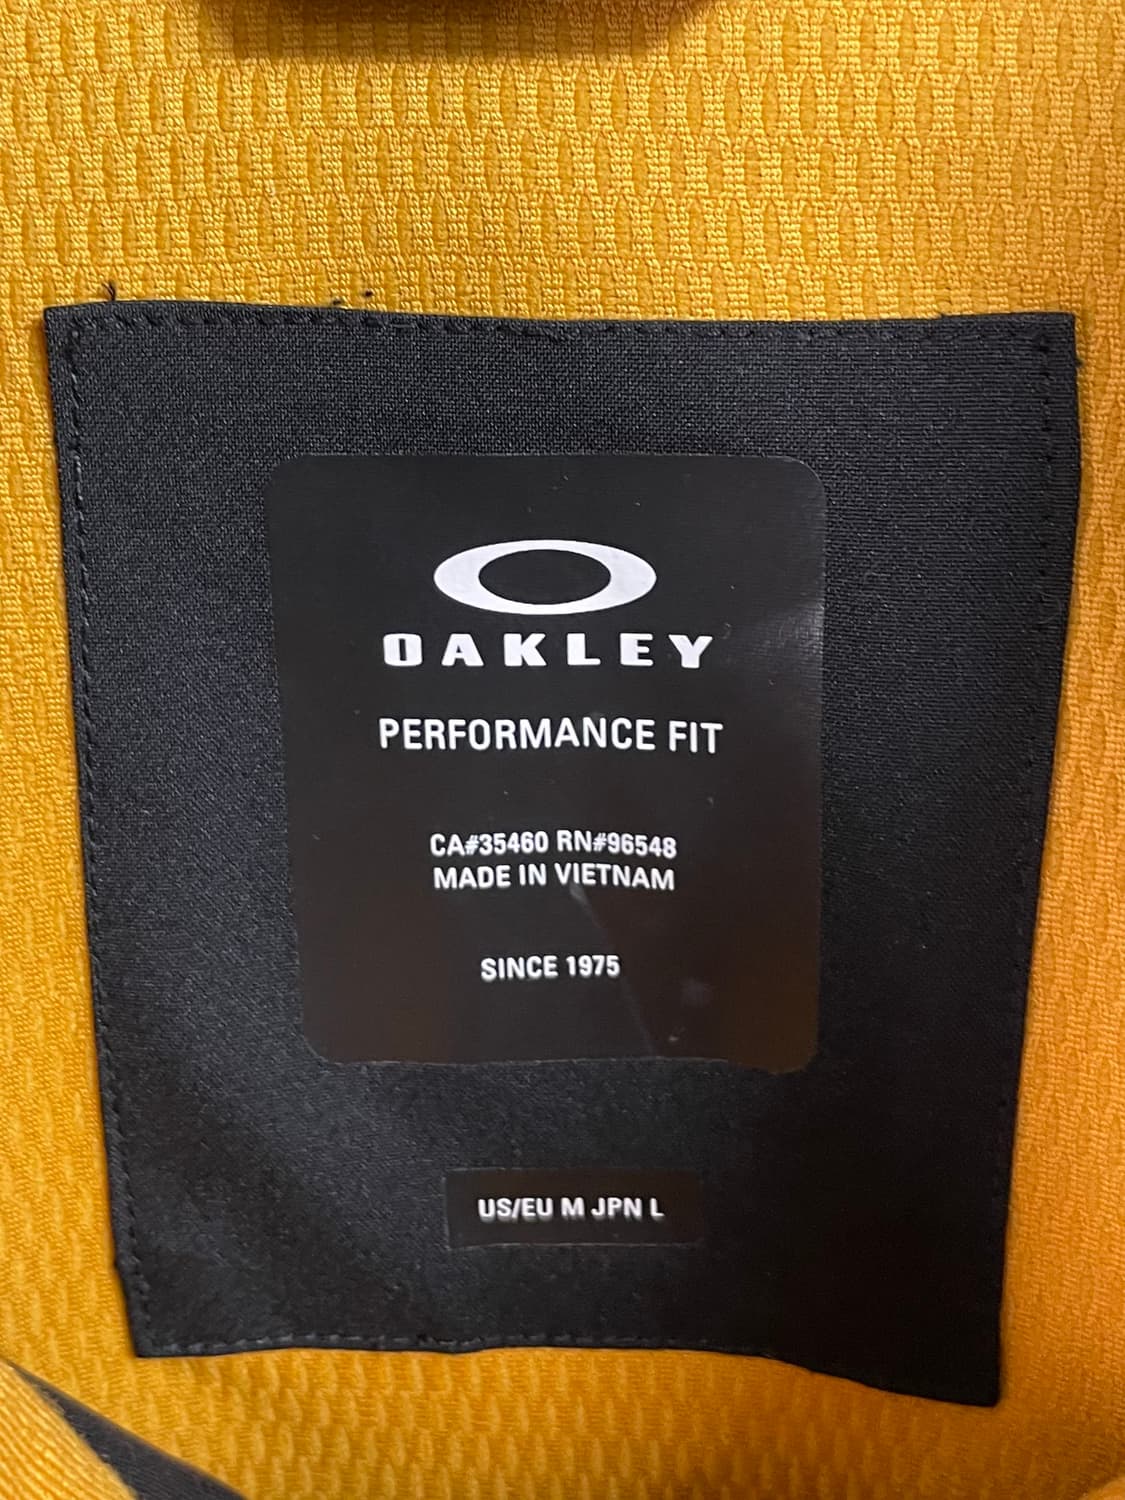 OAKLEY
PERFORMANCE FIT
CA#35460 RN#96548
MADE IN VIETNAM
SINCE 1975
US/EU M JPN L